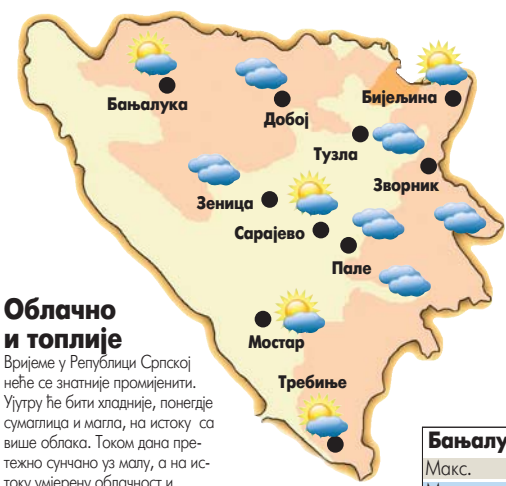 Бањалука
Добој
Бијељина
Тузла
Зворник
Зеница
Сарајево
Пале
Мостар
Требиње
Облачно
и топлије
Вријеме у Републици Српској
неће се знатније промијенити.
Ујутру ће бити хладније, понегдје
сумаглица и магла, на истоку са
више облака. Током дана пре-
тежно сунчано уз малу, а на ис-
току умјерену облачност и
Бањалу
Макс.